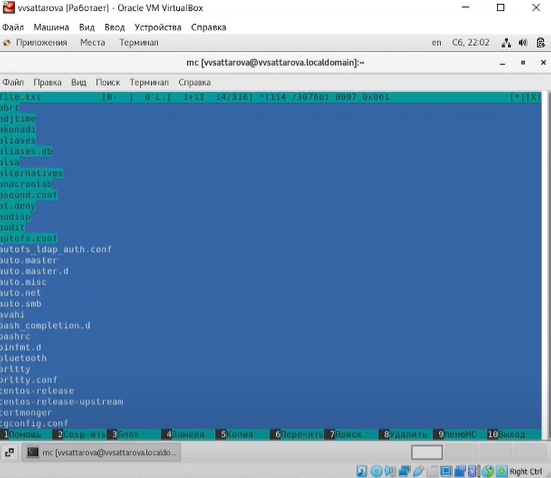 vvsattarova [Работает] - Oracle VM VirtualBox
Файл Машина Вид Ввод Устройства Справка
Приложения Места Терминал en Сб, 22:02
mc [vvsattarova@vvsattarova.localdomain]:~
Файл Правка Вид Поиск Терминал Справка
file.txt [B---] 0 L:[ 1+13 14/316] *(114 /3076b) 0097 0x061 [*][X]
abrt
adjtime
akonadi
aliases
aliases.db
alsa
alternatives
anacrontab
asound.conf
at.deny
audisp
audit
autofs.conf
autofs_ldap_auth.conf
auto.master
auto.master.d
auto.misc
auto.net
auto.smb
avahi
bash_completion.d
bashrc
binfmt.d
bluetooth
brltty
brltty.conf
centos-release
centos-release-upstream
certmonger
cgconfig.conf
1Помощь 2Сохр-ить 3Блок 4Замена 5Копия 6Перем-ить 7Поиск 8Удалить 9МенюMC 10Выход
mc [vvsattarova@vvsattarova.localdo...
Right Ctrl